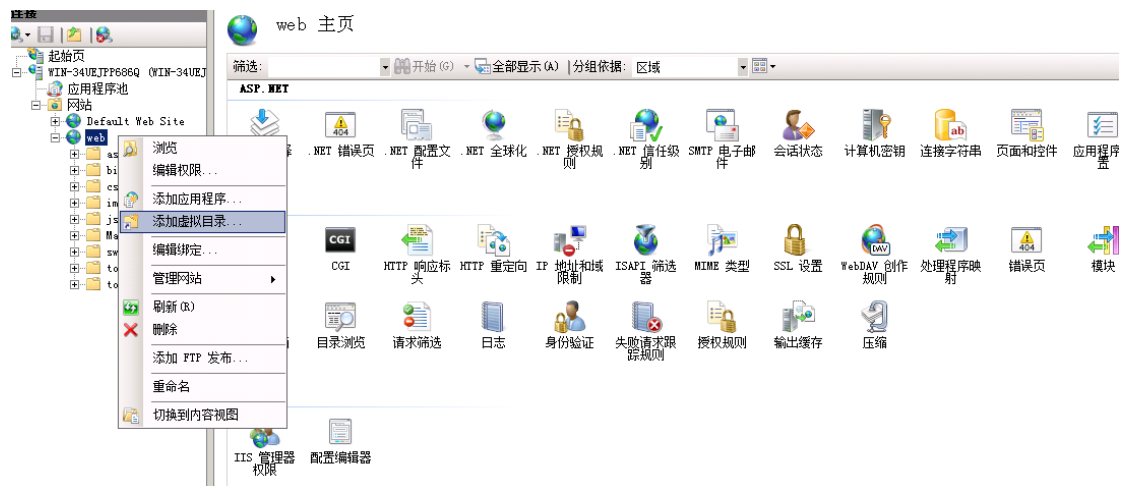 连接
起始页
WIN-34UEJPP686Q (WIN-34UEJ
应用程序池
网站
Default Web Site
web
as
bi
cs
im
js
Ma
sw
to
to
浏览
编辑权限...
添加应用程序...
添加虚拟目录...
编辑绑定...
管理网站
刷新(R)
删除
添加 FTP 发布...
重命名
切换到内容视图
web 主页
筛选:
开始(G)
全部显示(A)
分组依据:
区域
ASP.NET
.NET 错误页
.NET 配置文
件
.NET 全球化
.NET 授权规
则
.NET 信任级
别
SMTP 电子邮
件
会话状态
计算机密钥
连接字符串
页面和控件
应用程序
置
CGI
HTTP 响应标
头
HTTP 重定向
IP 地址和域
限制
ISAPI 筛选
器
MIME 类型
SSL 设置
WebDAV 创作
规则
处理程序映
射
错误页
模块
目录浏览
请求筛选
日志
身份验证
失败请求跟
踪规则
授权规则
输出缓存
压缩
IIS 管理器
权限
配置编辑器